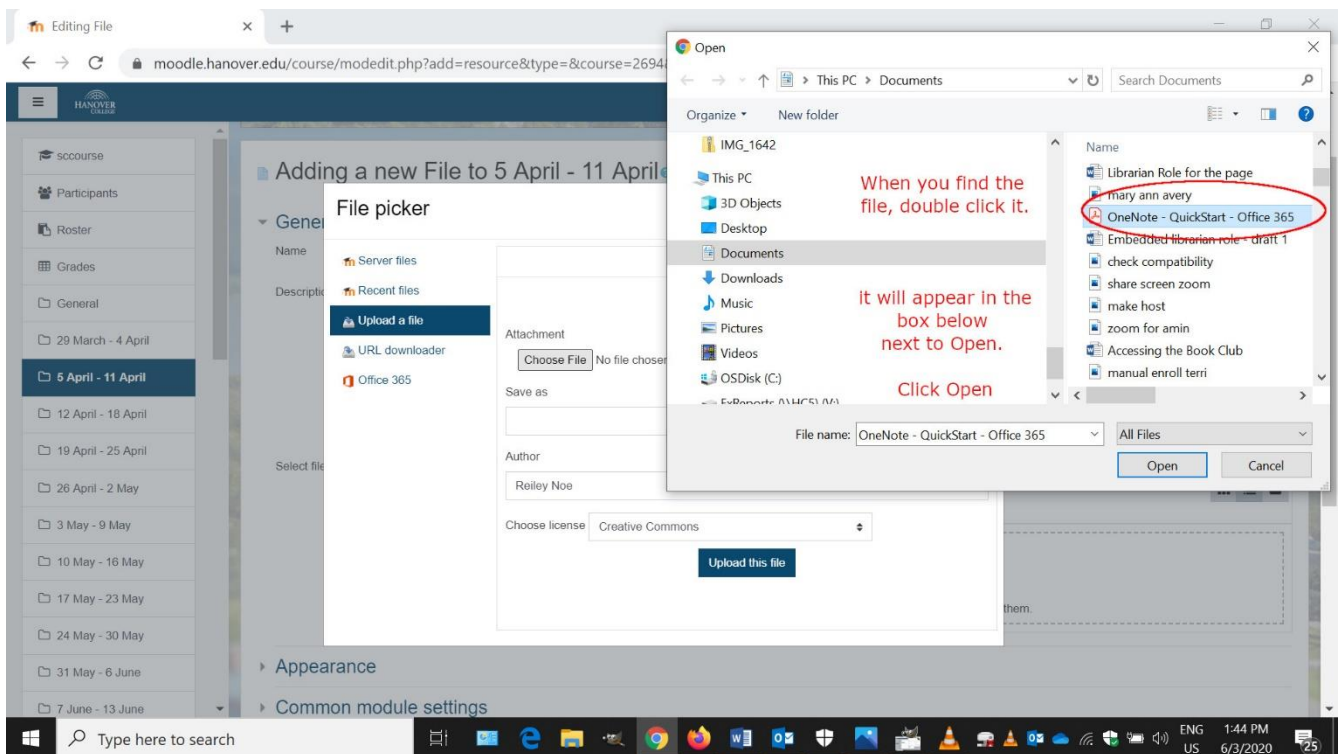 Editing File
moodle.hanover.edu/course/modedit.php?add=resource&type=&course=2694
HANOVER
COLLEGE
sccourse
Participants
Roster
Grades
General
29 March - 4 April
5 April - 11 April
12 April - 18 April
19 April - 25 April
26 April - 2 May
3 May - 9 May
10 May - 16 May
17 May - 23 May
24 May - 30 May
31 May - 6 June
7 June - 13 June
Adding a new File to 5 April - 11 April
Gener
Name
Descriptio
Select file
File picker
Server files
Recent files
Upload a file
URL downloader
Office 365
Attachment
Choose File No file chosen
Save as
Author
Reiley Noe
Choose license Creative Commons
Upload this file
them.
Appearance
Common module settings
Open
This PC > Documents
Search Documents
Organize
New folder
IMG_1642
This PC
3D Objects
Desktop
Documents
Downloads
Music
Pictures
Videos
OSDisk (C:)
When you find the
file, double click it.
it will appear in the
box below
next to Open.
Click Open
Name
Librarian Role for the page
mary ann avery
OneNote - QuickStart - Office 365
Embedded librarian role - draft 1
check compatibility
share screen zoom
make host
zoom for amin
Accessing the Book Club
manual enroll terri
File name: OneNote - QuickStart - Office 365
All Files
Open
Cancel
Type here to search
ENG
US
1:44 PM
6/3/2020
25